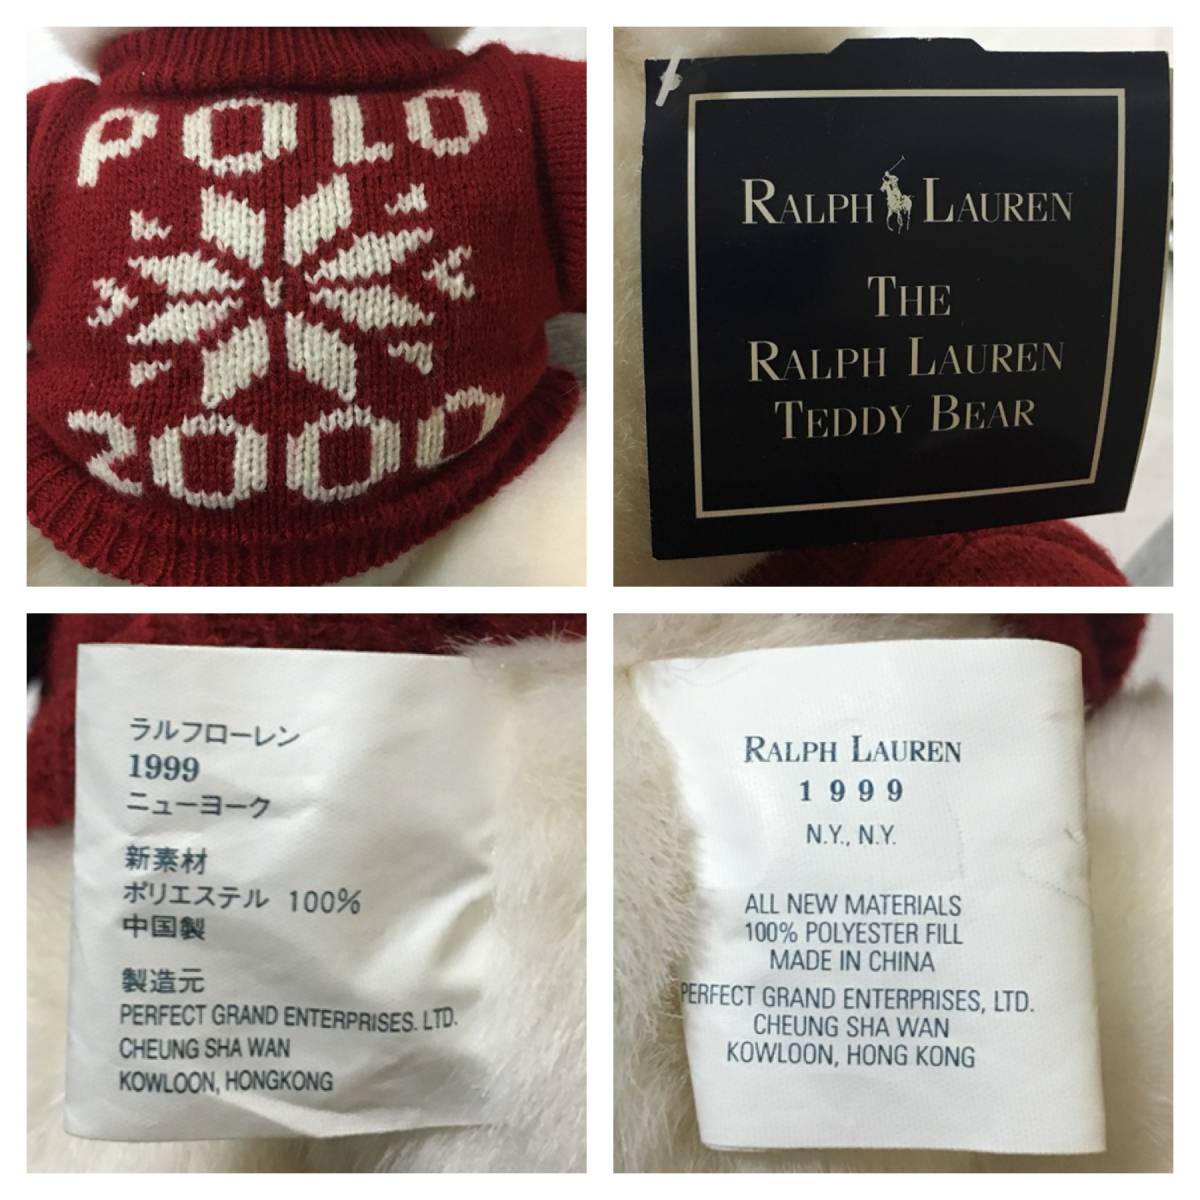 POLO
2000
RALPH LAUREN
THE
RALPH LAUREN
TEDDY BEAR
ラルフローレン
1999
ニューヨーク
新素材
ポリエステル 100%
中国製
製造元
PERFECT GRAND ENTERPRISES. LTD.
CHEUNG SHA WAN
KOWLOON, HONGKONG
RALPH LAUREN
1999
N.Y., N.Y.
ALL NEW MATERIALS
100% POLYESTER FILL
MADE IN CHINA
PERFECT GRAND ENTERPRISES, LTD.
CHEUNG SHA WAN
KOWLOON, HONG KONG